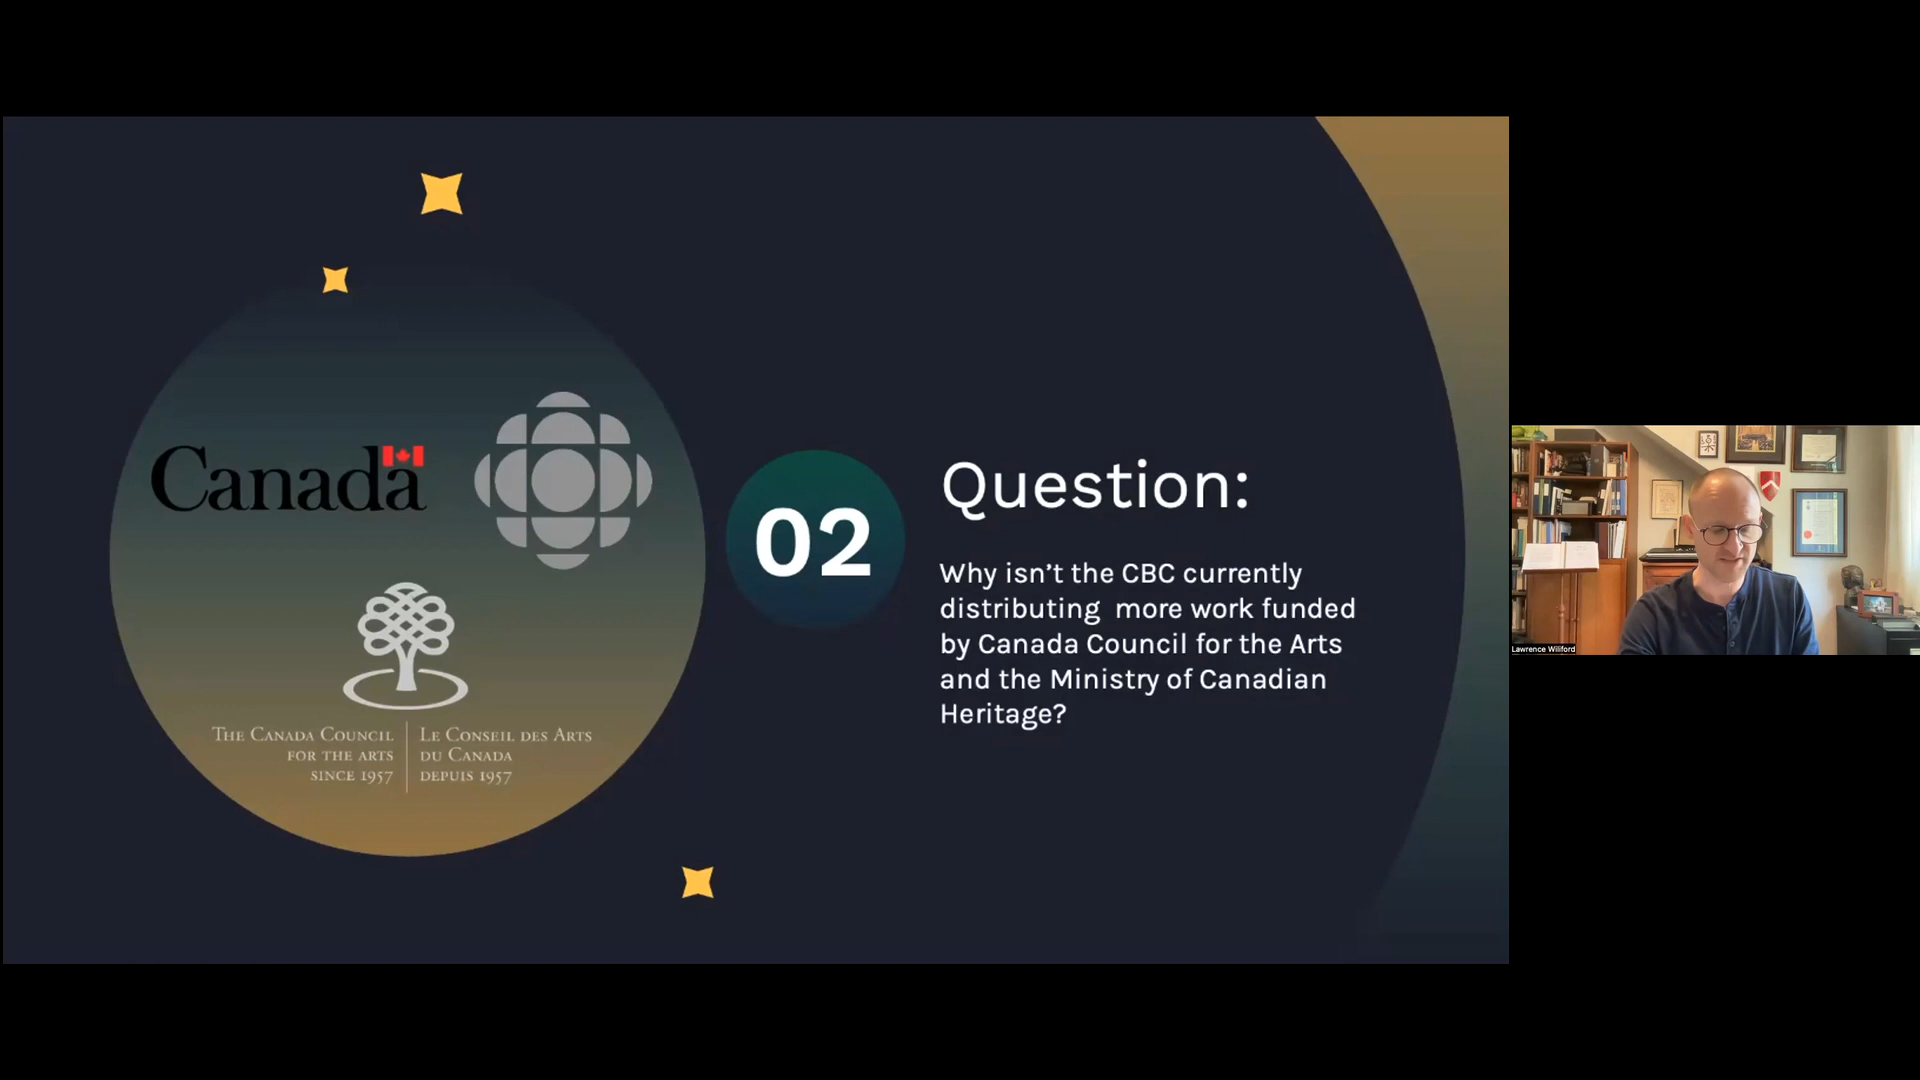 Canada
THE CANADA COUNCIL
FOR THE ARTS
SINCE 1957
LE CONSEIL DES ARTS
DU CANADA
DEPUIS 1957
02
Question:
Why isn’t the CBC currently
distributing more work funded
by Canada Council for the Arts
and the Ministry of Canadian
Heritage?
Lawrence Wiliford